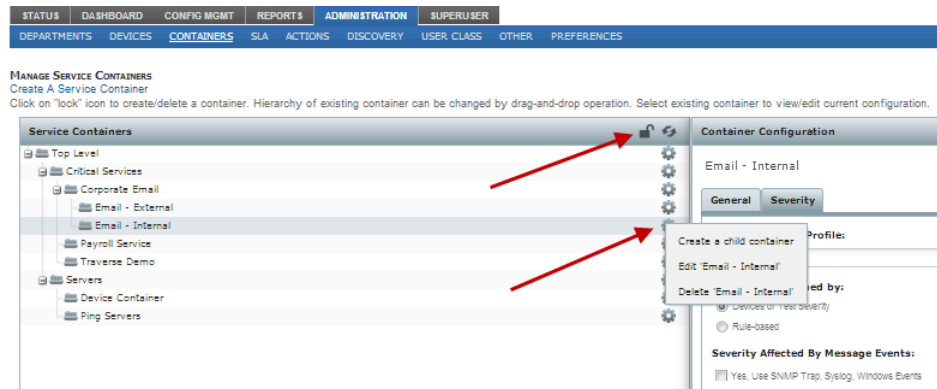 STATUS DASHBOARD CONFIG MGMT REPORTS ADMINISTRATION SUPERUSER
DEPARTMENTS DEVICES CONTAINERS SLA ACTIONS DISCOVERY USER CLASS OTHER PREFERENCES
MANAGE SERVICE CONTAINERS
Create A Service Container
Click on "look" icon to create/delete a container. Hierarchy of existing container can be changed by drag-and-drop operation. Select existing container to view/edit current configuration.
Service Containers
Container Configuration
Top Level
Critical Services
Corporate Email
Email - External
Email - Internal
Payroll Service
Traverse Demo
Servers
Device Container
Ping Servers
Email - Internal
General Severity
Profile:
Create a child container
Edit 'Email - Internal'
Delete 'Email - Internal'
ed by:
Devices or Test Severity
Rule-based
Severity Affected By Message Events:
Yes, Use SNMP Trap, Syslog, Windows Events